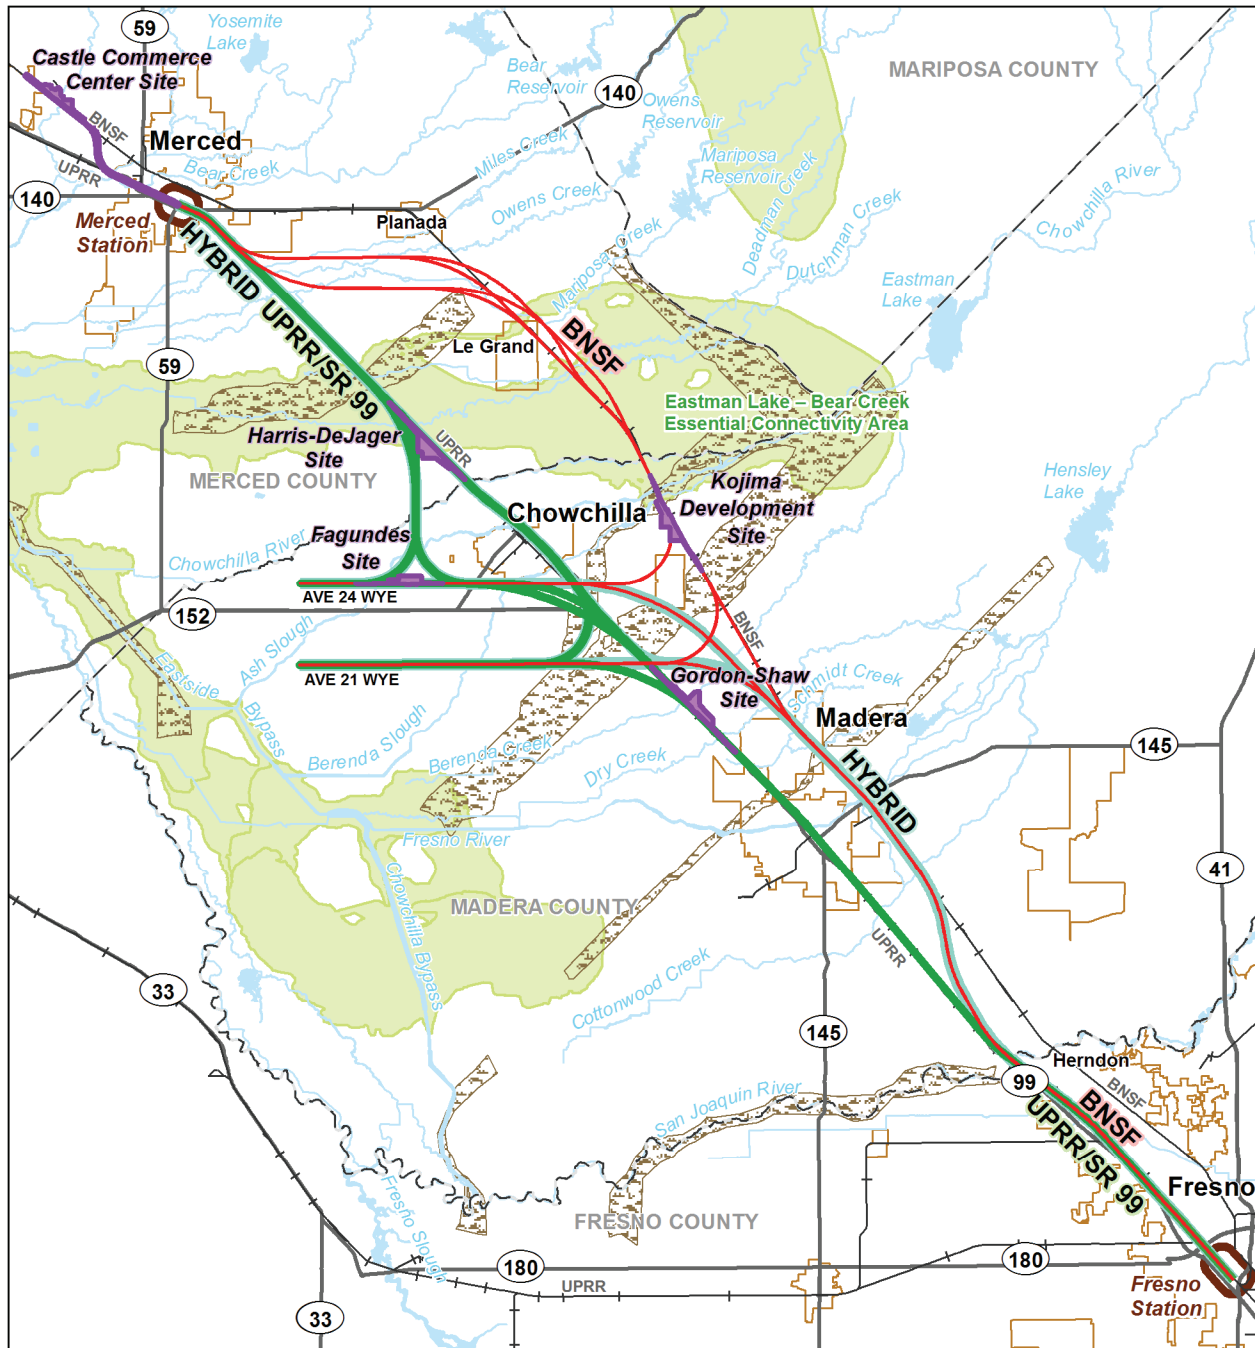 59
Yosemite
Lake
Castle Commerce
Center Site
BNSF
Merced
UPRR
Bear Creek
140
Merced
Station
Bear
Reservoir
140
Owens
Reservoir
MARIPOSA COUNTY
Miles Creek
Mariposa
Reservoir
Owens Creek
Planada
Deadman Creek
Dutchman Creek
Chowchilla River
Mariposa Creek
Eastman
Lake
HYBRID UPRR/SR 99
BNSF
Le Grand
59
Eastman Lake – Bear Creek
Essential Connectivity Area
Harris-DeJager
Site
UPRR
MERCED COUNTY
Hensley
Lake
Kojima
Development
Site
Chowchilla
Fagundes
Site
Chowchilla River
AVE 24 WYE
152
BNSF
Ash Slough
Eastside
Bypass
AVE 21 WYE
Gordon-Shaw
Site
Schmidt Creek
Madera
Berenda Slough
Berenda Creek
Dry Creek
HYBRID
145
Fresno River
41
Chowchilla Bypass
MADERA COUNTY
UPRR
33
Cottonwood Creek
145
Herndon
99
BNSF
San Joaquin River
BNSF
UPRR/SR 99
Fresno
Fresno Slough
FRESNO COUNTY
180
UPRR
180
Fresno
Station
33